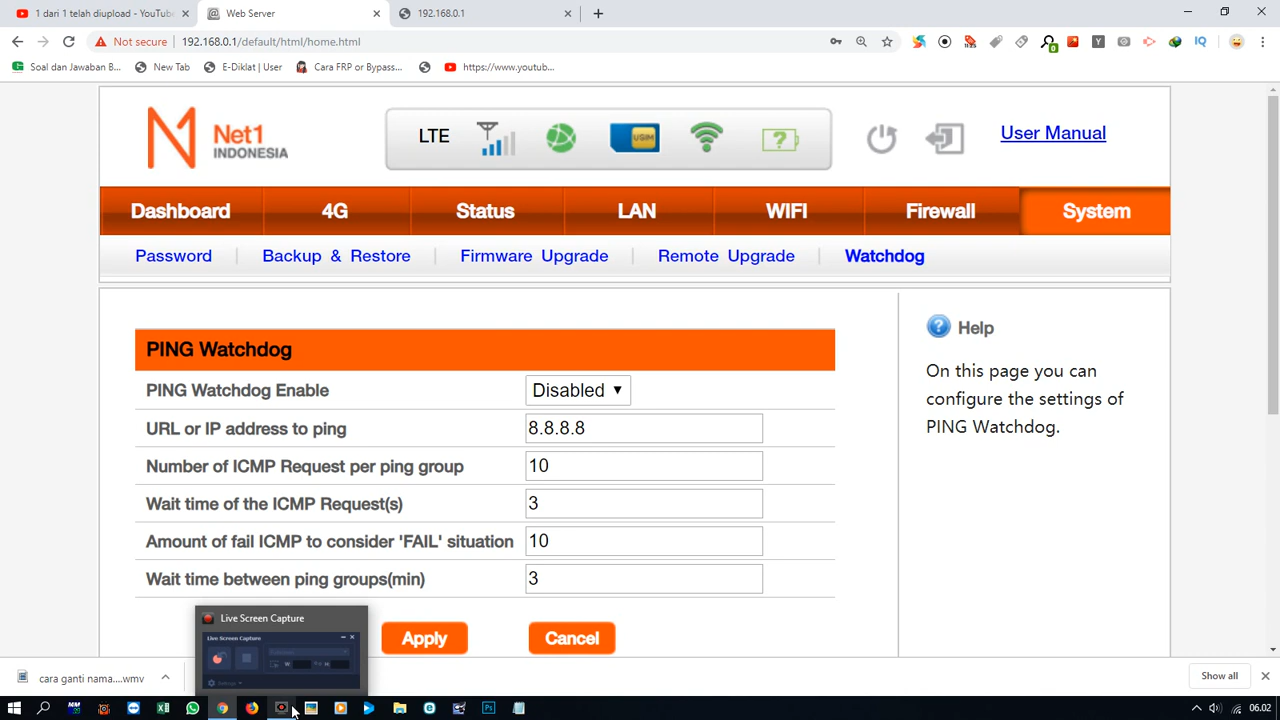 1 dari 1 telah diupload - YouTube
Web Server
192.168.0.1
Not secure
192.168.0.1/default/html/home.html
Soal dan Jawaban B...
New Tab
E-Diklat | User
Cara FRP or Bypass...
https://www.youtub...
Net1
INDONESIA
LTE
UGIM
User Manual
Dashboard
4G
Status
LAN
WIFI
Firewall
System
Password
Backup & Restore
Firmware Upgrade
Remote Upgrade
Watchdog
PING Watchdog
PING Watchdog Enable
Disabled
URL or IP address to ping
8.8.8.8
Number of ICMP Request per ping group
10
Wait time of the ICMP Request(s)
3
Amount of fail ICMP to consider 'FAIL' situation
10
Wait time between ping groups(min)
3
Apply
Cancel
Help
On this page you can
configure the settings of
PING Watchdog.
Live Screen Capture
Live Screen Capture
Settings
cara ganti nama....wmv
Show all
06.02